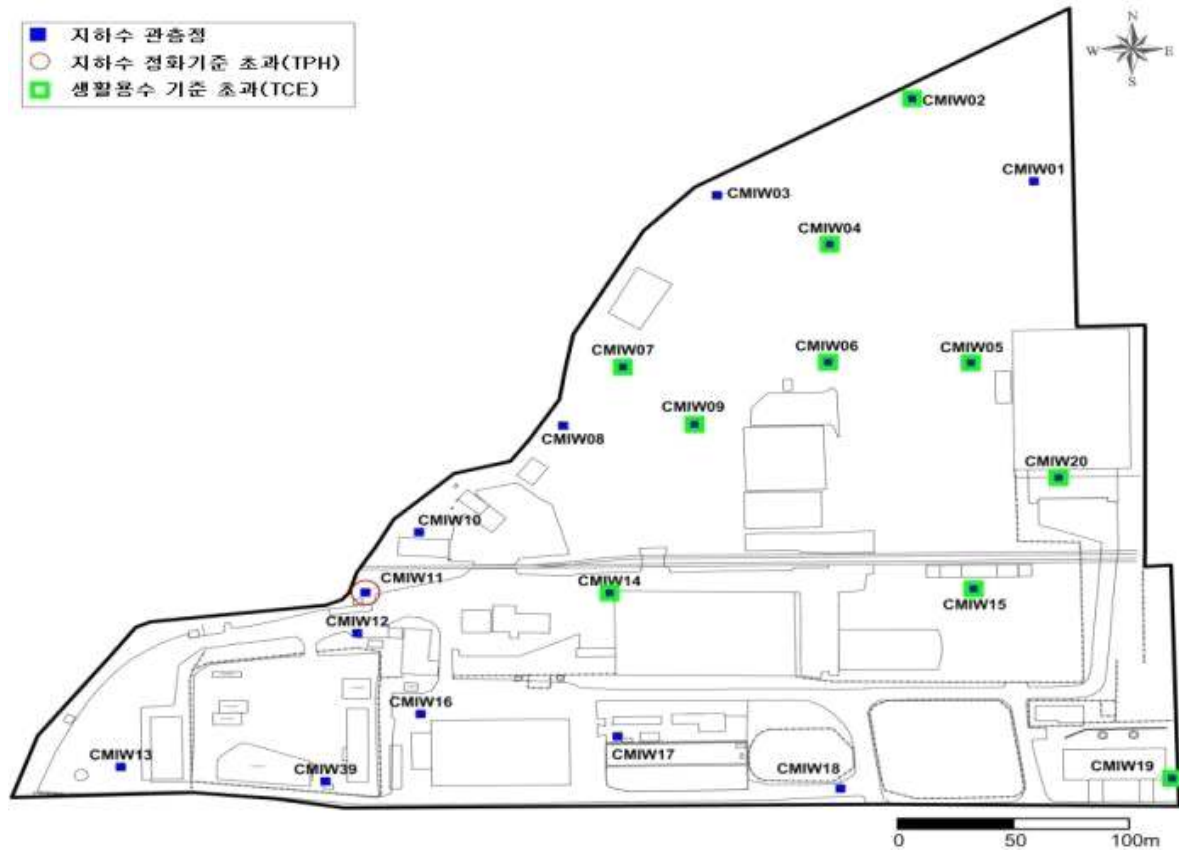 지하수 관측점
지하수 정화기준 초과(TPH)
생활용수 기준 초과(TCE)
N
W E
S
CMIW02
CMIW01
CMIW03
CMIW04
CMIW07
CMIW06
CMIW05
CMIW09
CMIW08
CMIW20
CMIW10
CMIW11
CMIW14
CMIW15
CMIW12
CMIW16
CMIW17
CMIW13
CMIW39
CMIW18
CMIW19
0 50 100m